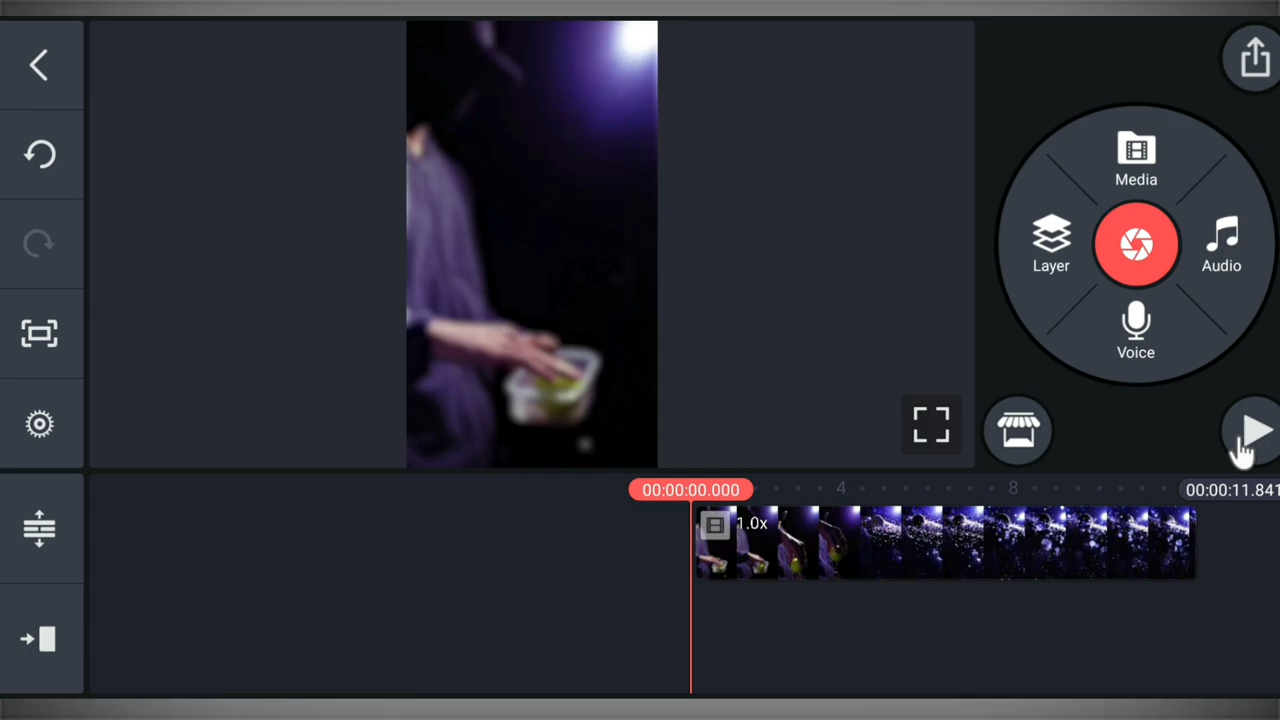 Media
Layer
Audio
Voice
00:00:00.000
4
8
00:00:11.841
1.0x